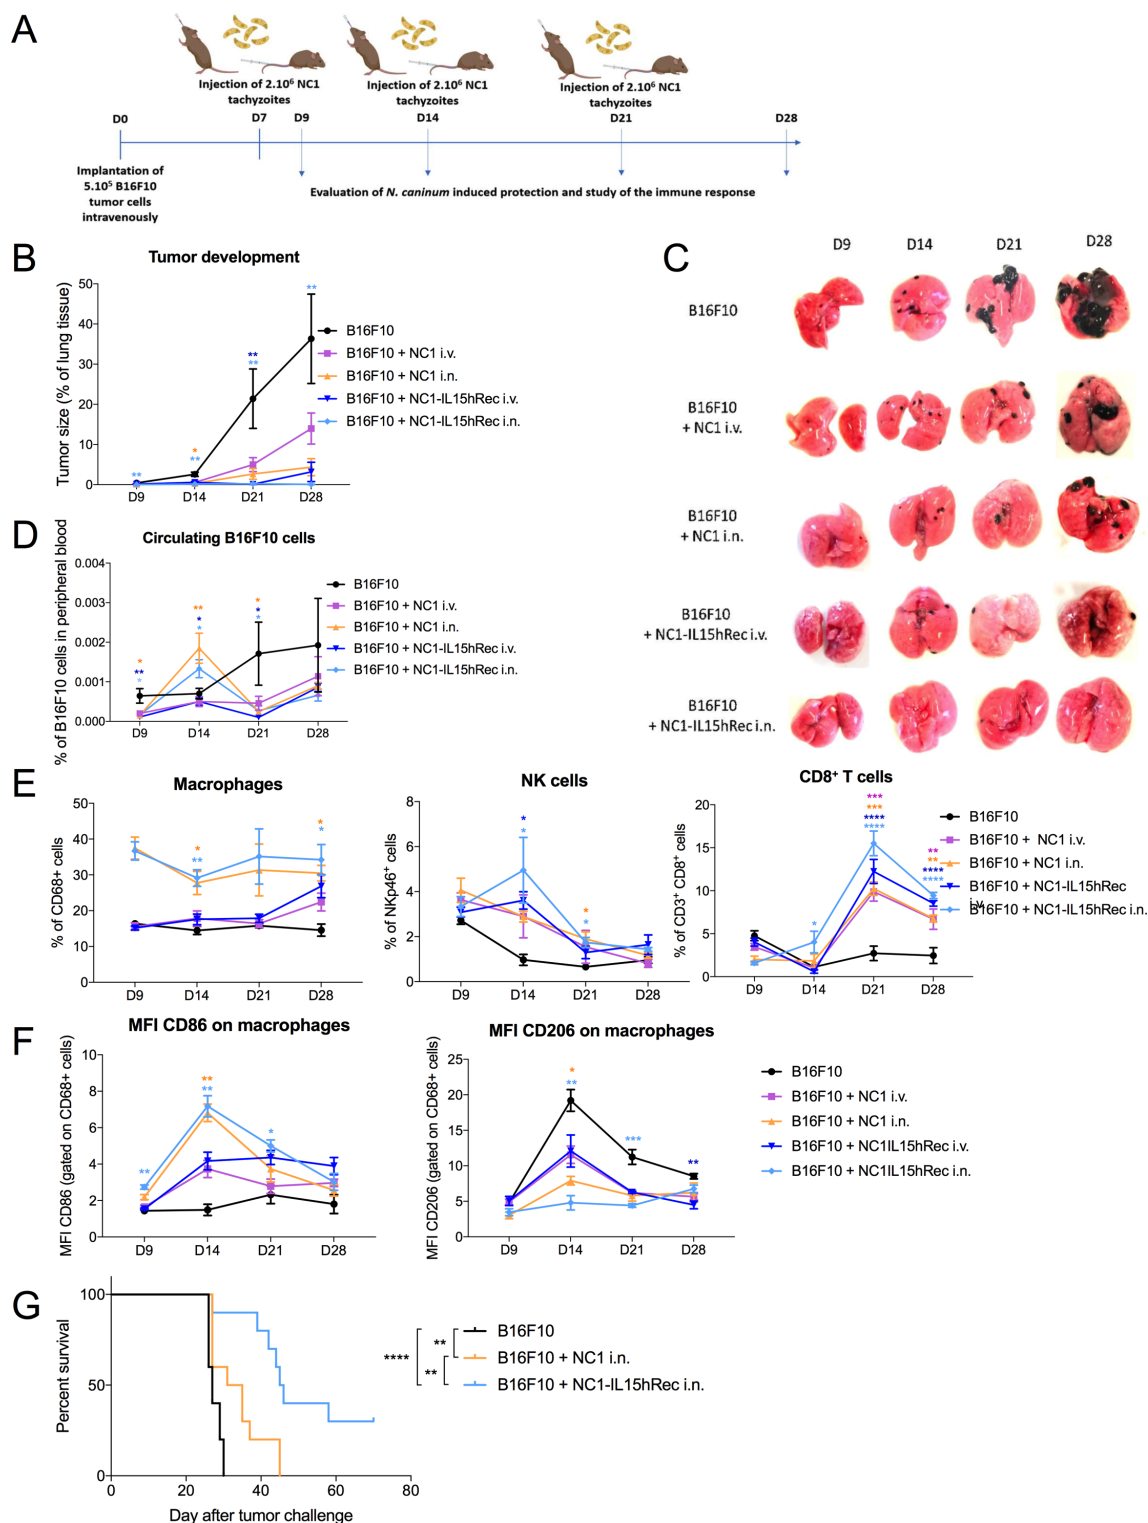 A
Injection of 2.10⁶ NC1
tachyzoites
Injection of 2.10⁶ NC1
tachyzoites
Injection of 2.10⁶ NC1
tachyzoites
D0
D7
D9
D14
D21
D28
Implantation of
5.10⁵ B16F10
tumor cells
intravenously
Evaluation of N. caninum induced protection and study of the immune response
B
Tumor development
Tumor size (% of lung tissue)
50
40
30
20
10
0
D9
D14
D21
D28
**
*
**
**
**
**
B16F10
B16F10 + NC1 i.v.
B16F10 + NC1 i.n.
B16F10 + NC1-IL15hRec i.v.
B16F10 + NC1-IL15hRec i.n.
C
D9
D14
D21
D28
B16F10
B16F10
+ NC1 i.v.
B16F10
+ NC1 i.n.
B16F10
+ NC1-IL15hRec i.v.
B16F10
+ NC1-IL15hRec i.n.
D
Circulating B16F10 cells
% of B16F10 cells in peripheral blood
0.004
0.003
0.002
0.001
0.000
D9
D14
D21
D28
*
**
*
**
*
*
*
*
*
B16F10
B16F10 + NC1 i.v.
B16F10 + NC1 i.n.
B16F10 + NC1-IL15hRec i.v.
B16F10 + NC1-IL15hRec i.n.
E
Macrophages
% of CD68+ cells
50
40
30
20
10
0
D9
D14
D21
D28
*
**
*
*
NK cells
% of NKp46⁺ cells
8
6
4
2
0
D9
D14
D21
D28
*
*
*
*
CD8⁺ T cells
% of CD3⁺ CD8⁺ cells
20
15
10
5
0
D9
D14
D21
D28
*
***
***
****
****
**
**
****
****
B16F10
B16F10 + NC1 i.v.
B16F10 + NC1 i.n.
B16F10 + NC1-IL15hRec
i.v.
B16F10 + NC1-IL15hRec i.n.
F
MFI CD86 on macrophages
MFI CD86 (gated on CD68+ cells)
10
8
6
4
2
0
D9
D14
D21
D28
**
**
**
*
MFI CD206 on macrophages
MFI CD206 (gated on CD68+ cells)
25
20
15
10
5
0
D9
D14
D21
D28
*
**
***
**
B16F10
B16F10 + NC1 i.v.
B16F10 + NC1 i.n.
B16F10 + NC1IL15hRec i.v.
B16F10 + NC1IL15hRec i.n.
G
Percent survival
100
50
0
0
20
40
60
80
Day after tumor challenge
****
**
**
B16F10
B16F10 + NC1 i.n.
B16F10 + NC1-IL15hRec i.n.